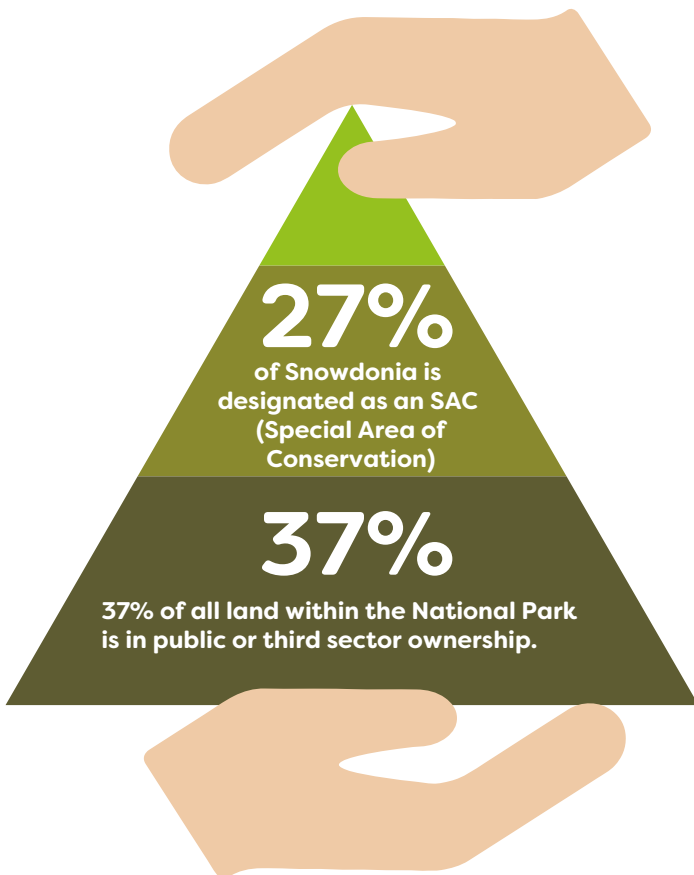 27%
of Snowdonia is
designated as an SAC
(Special Area of
Conservation)
37%
37% of all land within the National Park
is in public or third sector ownership.